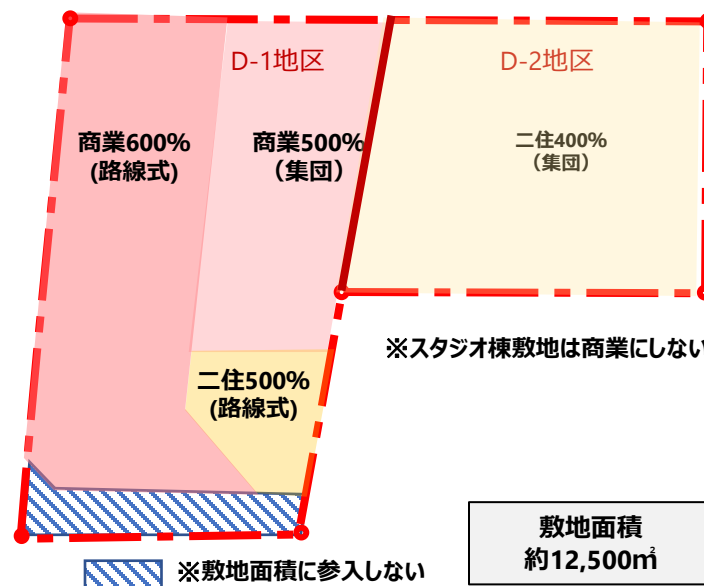 D-1地区
D-2地区
商業600%
(路線式)
商業500%
（集団）
二住400%
（集団）
※スタジオ棟敷地は商業にしない
二住500%
(路線式)
敷地面積
約12,500㎡
※敷地面積に参入しない